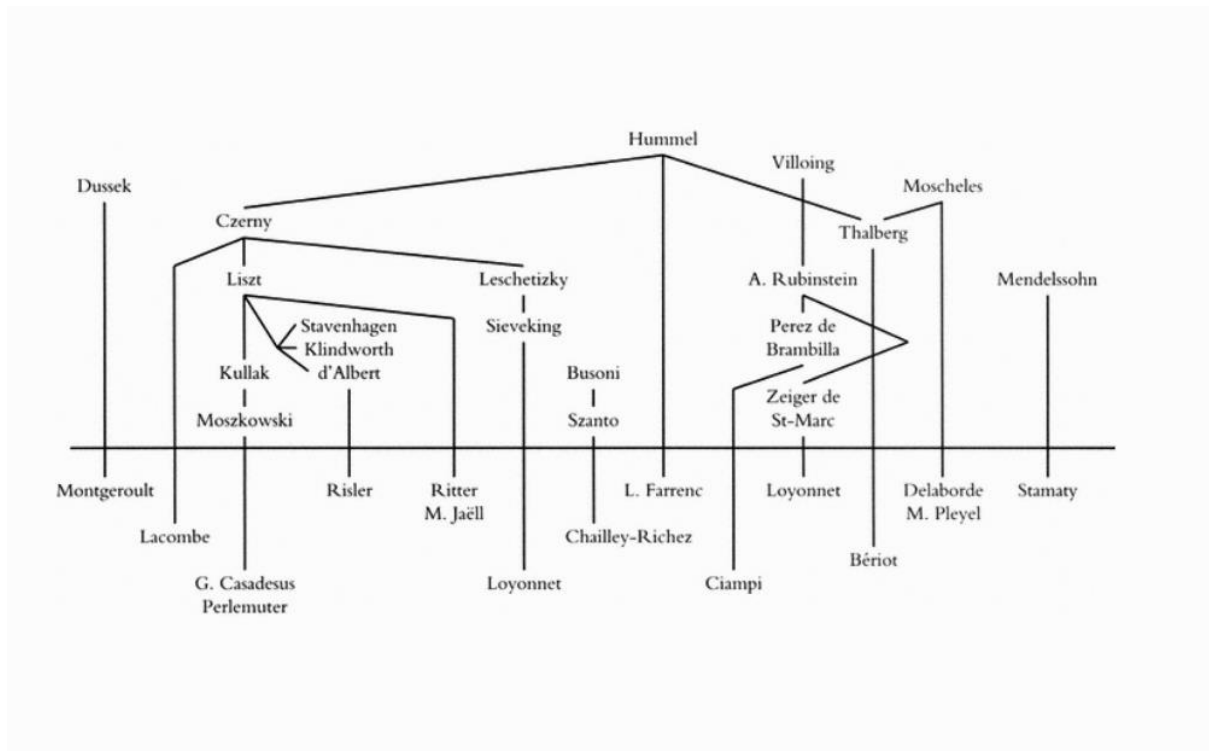 Hummel
Villoing
Dussek
Moscheles
Czerny
Thalberg
Liszt
Leschetizky
A. Rubinstein
Mendelssohn
Stavenhagen
Klindworth
d'Albert
Sieveking
Perez de
Brambilla
Kullak
Busoni
Zeiger de
St-Marc
Moszkowski
Szanto
Montgeroult
Risler
Ritter
M. Jaëll
L. Farrenc
Loyonnet
Delaborde
M. Pleyel
Stamaty
Lacombe
Chailley-Richez
Bériot
G. Casadesus
Perlemuter
Loyonnet
Ciampi